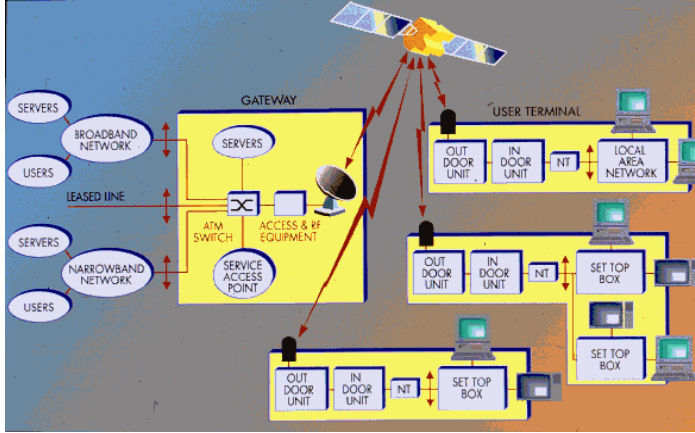 GATEWAY
USER TERMINAL
SERVERS
BROADBAND
NETWORK
USERS
LEASED LINE
SERVERS
NARROWBAND
NETWORK
USERS
SERVERS
ATM
SWITCH
ACCESS & RF
EQUIPMENT
SERVICE
ACCESS
POINT
OUT
DOOR
UNIT
IN
DOOR
UNIT
NT
LOCAL
AREA
NETWORK
OUT
DOOR
UNIT
IN
DOOR
UNIT
NT
SET TOP
BOX
SET TOP
BOX
OUT
DOOR
UNIT
IN
DOOR
UNIT
NT
SET TOP
BOX